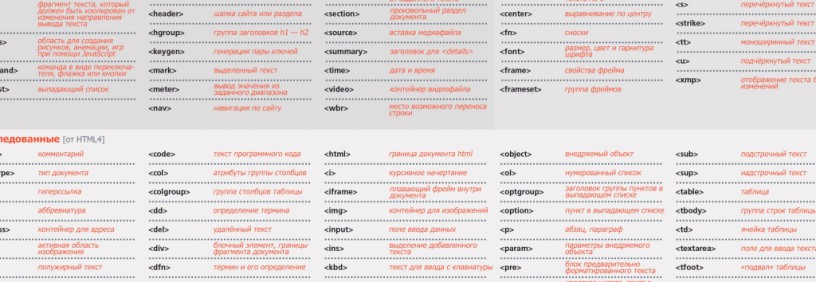 фрагмент текста, который
должен быть изолирован от
изменения направления
вывода текста
область для создания
рисунков, анимации, игр
при помощи JavaScript
команда в виде переключа-
теля, флажка или кнопки
выпадающий список
<header> шапка сайта или раздела
<hgroup> группа заголовков h1 — h2
<keygen> генерация пары ключей
<mark> выделенный текст
<meter> вывод значения из
заданного диапазона
<nav> навигация по сайту
<section> произвольный раздел
документа
<source> вставка медиафайла
<summary> заголовок для <details>
<time> дата и время
<video> контейнер видеофайла
<wbr> место возможного переноса
строки
<center> выравнивание по центру
<fn> сноски
<font> размер, цвет и гарнитура
шрифта
<frame> свойства фрейма
<frameset> группа фреймов
<s> перечёркнутый текст
<strike> перечёркнутый текст
<tt> моноширинный текст
<u> подчёркнутый текст
<xmp> отображение текста б
изменений
ледованные [от HTML4]
комментарий
тип документа
гиперссылка
аббревиатура
контейнер для адреса
активная область
изображения
полужирный текст
<code> текст программного кода
<col> атрибуты группы столбцов
<colgroup> группа столбцов таблицы
<dd> определение термина
<del> удалённый текст
<div> блочный элемент, границы
фрагмента документа
<dfn> термин и его определение
<html> граница документа html
<i> курсивное начертание
<iframe> плавающий фрейм внутри
документа
<img> контейнер для изображений
<input> поле ввода данных
<ins> выделение добавленного
текста
<kbd> текст для ввода с клавиатуры
<object> внедряемый объект
<ol> нумерованный список
<optgroup> заголовок группы пунктов в
выпадающем списке
<option> пункт в выпадающем списке
<p> абзац, параграф
<param> параметры внедряемого
объекта
<pre> блок предварительно
форматированного текста
<sub> подстрочный текст
<sup> надстрочный текст
<table> таблица
<tbody> группа строк таблицы
<td> ячейка таблицы
<textarea> поле для ввода текст
<tfoot> «подвал» таблицы